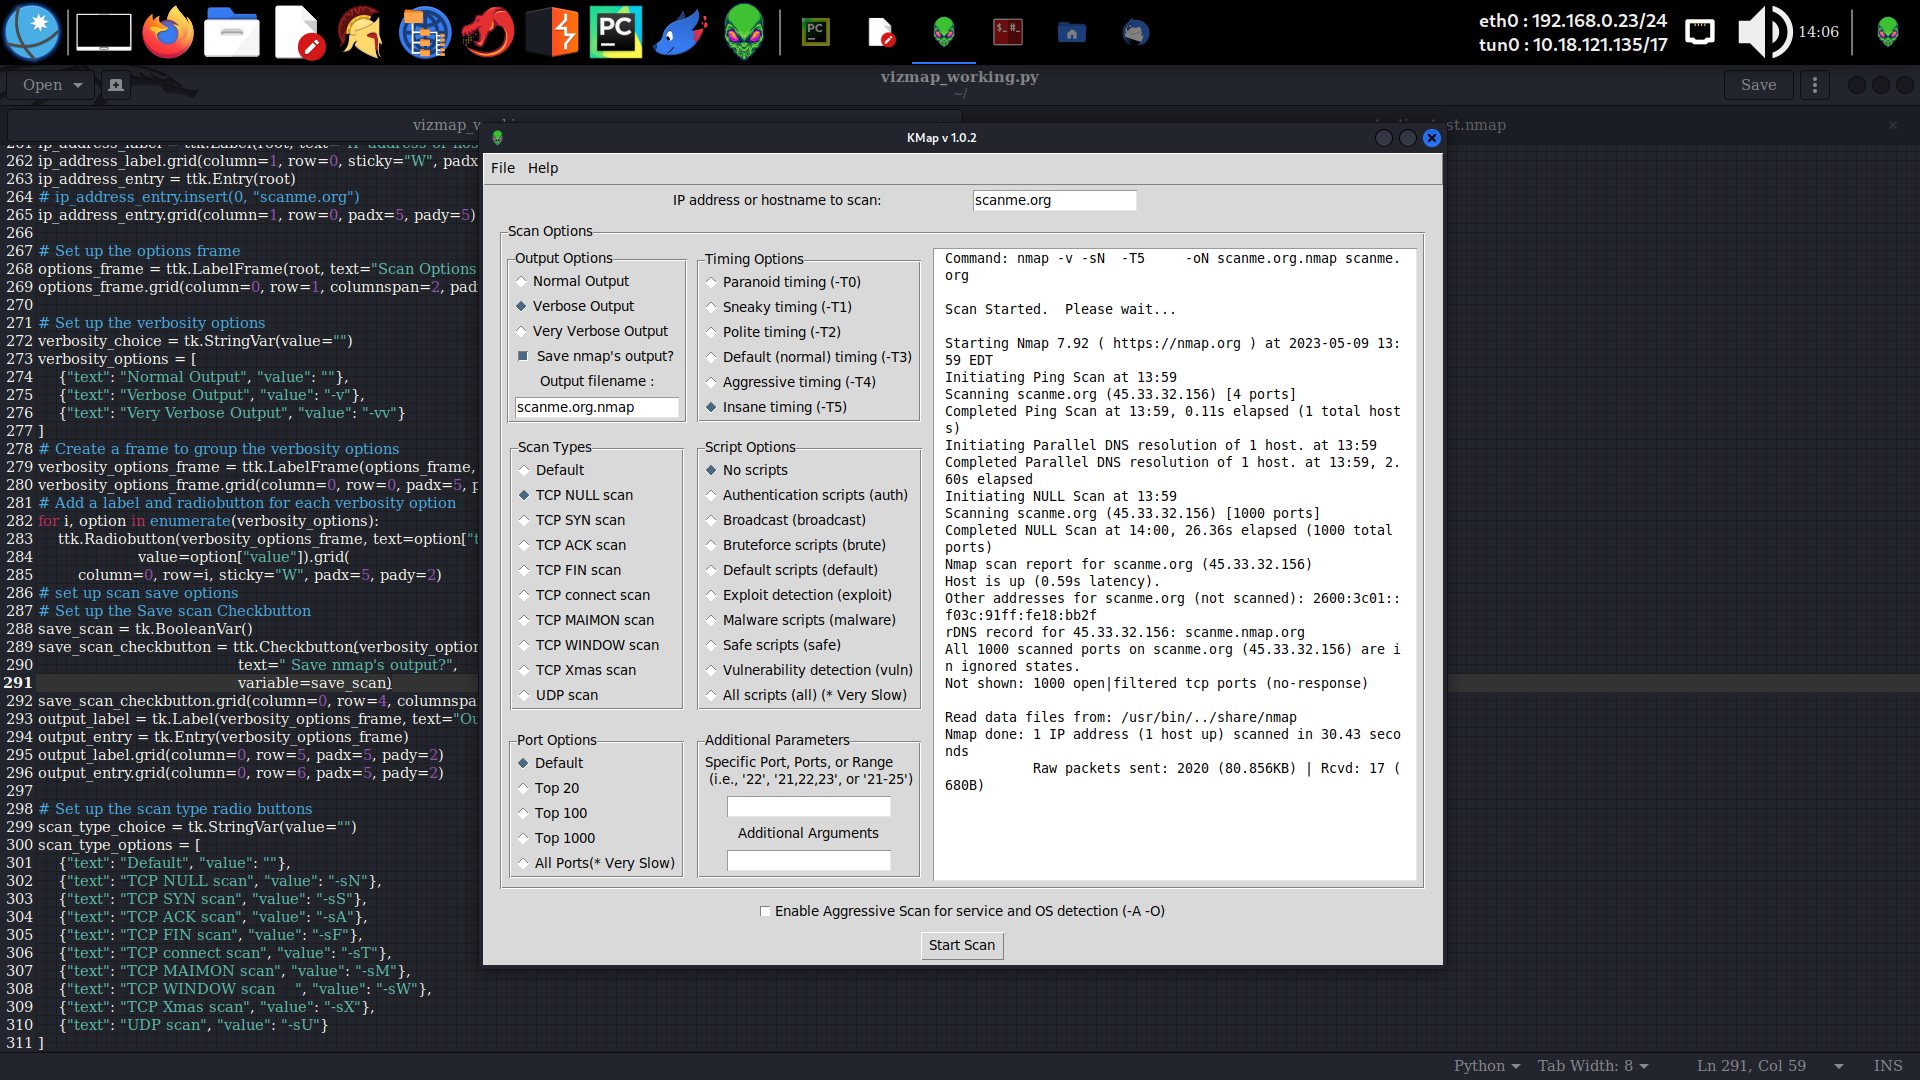 eth0 : 192.168.0.23/24
tun0 : 10.18.121.135/17
14:06
Open
vizmap_working.py
~/
Save
KMap v 1.0.2
File Help
IP address or hostname to scan:
scanme.org
Scan Options
Output Options
Normal Output
Verbose Output
Very Verbose Output
Save nmap's output?
Output filename :
scanme.org.nmap
Timing Options
Paranoid timing (-T0)
Sneaky timing (-T1)
Polite timing (-T2)
Default (normal) timing (-T3)
Aggressive timing (-T4)
Insane timing (-T5)
Scan Types
Default
TCP NULL scan
TCP SYN scan
TCP ACK scan
TCP FIN scan
TCP connect scan
TCP MAIMON scan
TCP WINDOW scan
TCP Xmas scan
UDP scan
Script Options
No scripts
Authentication scripts (auth)
Broadcast (broadcast)
Bruteforce scripts (brute)
Default scripts (default)
Exploit detection (exploit)
Malware scripts (malware)
Safe scripts (safe)
Vulnerability detection (vuln)
All scripts (all) (* Very Slow)
Port Options
Default
Top 20
Top 100
Top 1000
All Ports(* Very Slow)
Additional Parameters
Specific Port, Ports, or Range
(i.e., '22', '21,22,23', or '21-25')
Additional Arguments
Command: nmap -v -sN  -T5     -oN scanme.org.nmap scanme.
org
Scan Started.  Please wait...
Starting Nmap 7.92 ( https://nmap.org ) at 2023-05-09 13:
59 EDT
Initiating Ping Scan at 13:59
Scanning scanme.org (45.33.32.156) [4 ports]
Completed Ping Scan at 13:59, 0.11s elapsed (1 total host
s)
Initiating Parallel DNS resolution of 1 host. at 13:59
Completed Parallel DNS resolution of 1 host. at 13:59, 2.
60s elapsed
Initiating NULL Scan at 13:59
Scanning scanme.org (45.33.32.156) [1000 ports]
Completed NULL Scan at 14:00, 26.36s elapsed (1000 total
ports)
Nmap scan report for scanme.org (45.33.32.156)
Host is up (0.59s latency).
Other addresses for scanme.org (not scanned): 2600:3c01::
f03c:91ff:fe18:bb2f
rDNS record for 45.33.32.156: scanme.nmap.org
All 1000 scanned ports on scanme.org (45.33.32.156) are i
n ignored states.
Not shown: 1000 open|filtered tcp ports (no-response)
Read data files from: /usr/bin/../share/nmap
Nmap done: 1 IP address (1 host up) scanned in 30.43 seco
nds
Raw packets sent: 2020 (80.856KB) | Rcvd: 17 (
680B)
Enable Aggressive Scan for service and OS detection (-A -O)
Start Scan
262 ip_address_label.grid(column=1, row=0, sticky="W", padx
263 ip_address_entry = ttk.Entry(root)
264 # ip_address_entry.insert(0, "scanme.org")
265 ip_address_entry.grid(column=1, row=0, padx=5, pady=5)
266
267 # Set up the options frame
268 options_frame = ttk.LabelFrame(root, text="Scan Options
269 options_frame.grid(column=0, row=1, columnspan=2, pad
270
271 # Set up the verbosity options
272 verbosity_choice = tk.StringVar(value="")
273 verbosity_options = [
274 {"text": "Normal Output", "value": ""},
275 {"text": "Verbose Output", "value": "-v"},
276 {"text": "Very Verbose Output", "value": "-vv"}
277 ]
278 # Create a frame to group the verbosity options
279 verbosity_options_frame = ttk.LabelFrame(options_frame,
280 verbosity_options_frame.grid(column=0, row=0, padx=5, p
281 # Add a label and radiobutton for each verbosity option
282 for i, option in enumerate(verbosity_options):
283 ttk.Radiobutton(verbosity_options_frame, text=option["t
284 value=option["value"]).grid(
285 column=0, row=i, sticky="W", padx=5, pady=2)
286 # set up scan save options
287 # Set up the Save scan Checkbutton
288 save_scan = tk.BooleanVar()
289 save_scan_checkbutton = ttk.Checkbutton(verbosity_option
290 text=" Save nmap's output?",
291 variable=save_scan)
292 save_scan_checkbutton.grid(column=0, row=4, columnspa
293 output_label = tk.Label(verbosity_options_frame, text="Ou
294 output_entry = tk.Entry(verbosity_options_frame)
295 output_label.grid(column=0, row=5, padx=5, pady=2)
296 output_entry.grid(column=0, row=6, padx=5, pady=2)
297
298 # Set up the scan type radio buttons
299 scan_type_choice = tk.StringVar(value="")
300 scan_type_options = [
301 {"text": "Default", "value": ""},
302 {"text": "TCP NULL scan", "value": "-sN"},
303 {"text": "TCP SYN scan", "value": "-sS"},
304 {"text": "TCP ACK scan", "value": "-sA"},
305 {"text": "TCP FIN scan", "value": "-sF"},
306 {"text": "TCP connect scan", "value": "-sT"},
307 {"text": "TCP MAIMON scan", "value": "-sM"},
308 {"text": "TCP WINDOW scan    ", "value": "-sW"},
309 {"text": "TCP Xmas scan", "value": "-sX"},
310 {"text": "UDP scan", "value": "-sU"}
311 ]
Python
Tab Width: 8
Ln 291, Col 59
INS